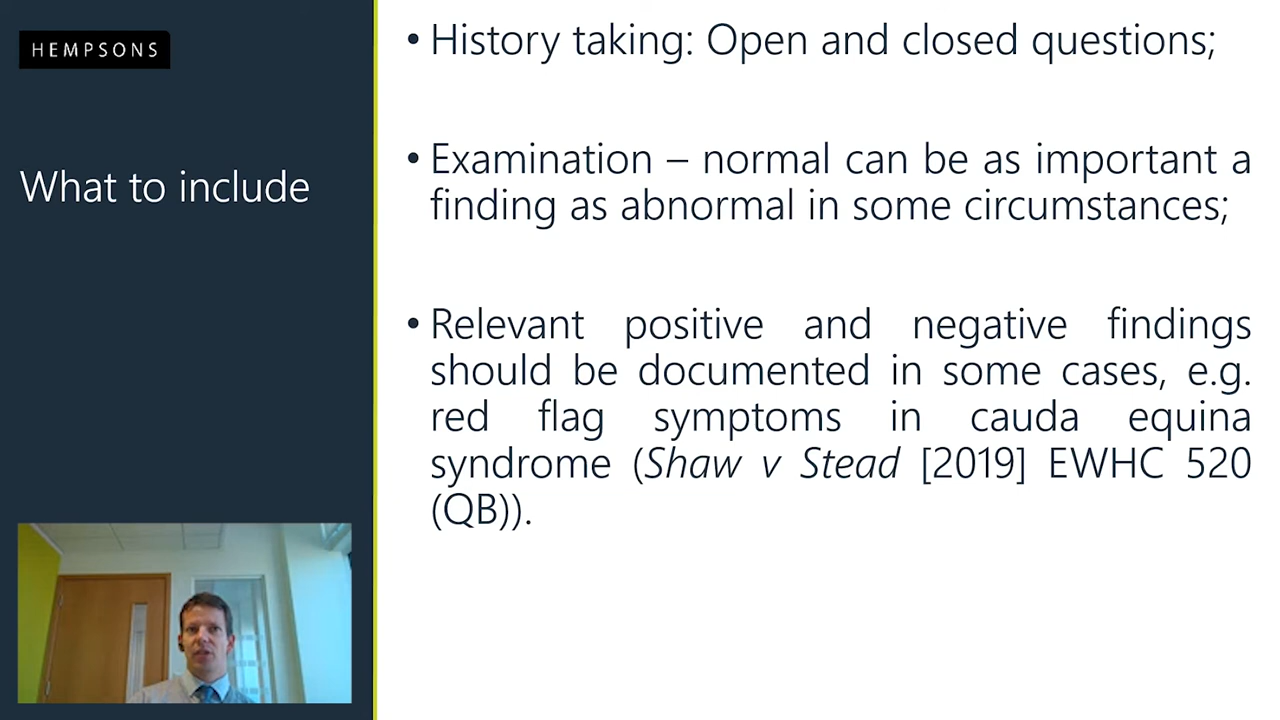 HEMPSONS
What to include
• History taking: Open and closed questions;
• Examination – normal can be as important a
finding as abnormal in some circumstances;
• Relevant positive and negative findings
should be documented in some cases, e.g.
red flag symptoms in cauda equina
syndrome (Shaw v Stead [2019] EWHC 520
(QB)).